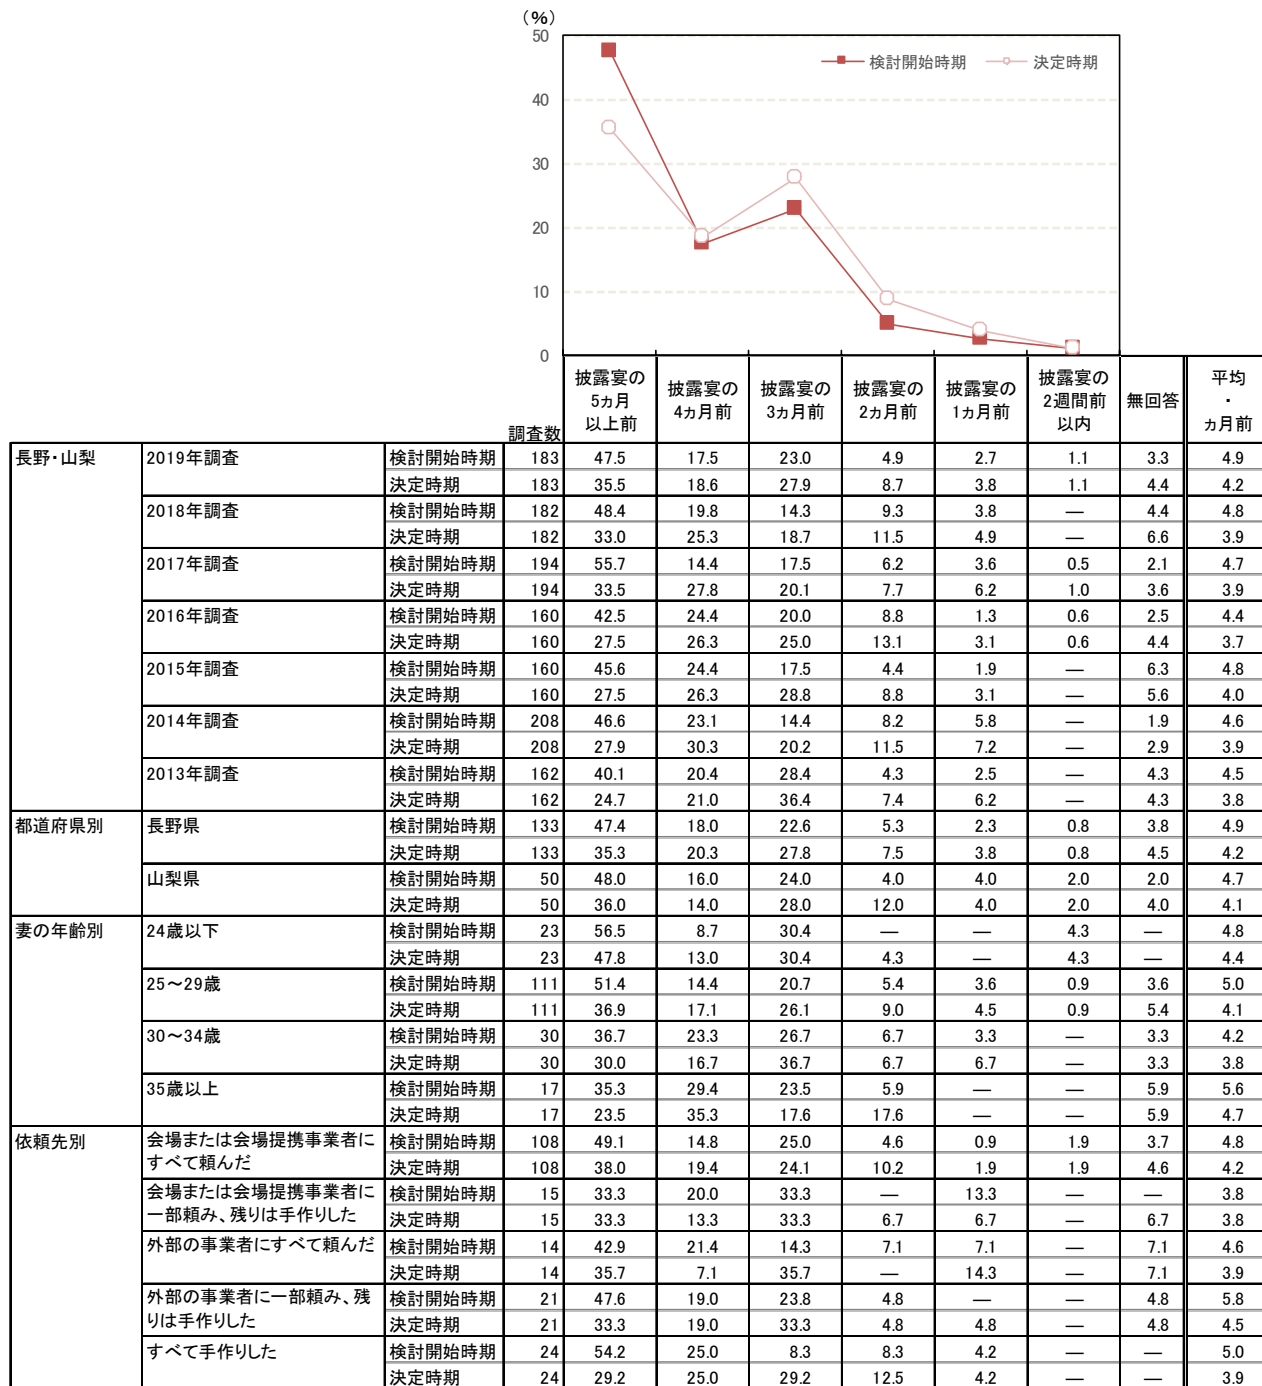 （%）
50
40
30
20
10
0
検討開始時期 決定時期
調査数 披露宴の5ヵ月以上前 披露宴の4ヵ月前 披露宴の3ヵ月前 披露宴の2ヵ月前 披露宴の1ヵ月前 披露宴の2週間前以内 無回答 平均・ヵ月前
長野・山梨 2019年調査 検討開始時期 183 47.5 17.5 23.0 4.9 2.7 1.1 3.3 4.9
決定時期 183 35.5 18.6 27.9 8.7 3.8 1.1 4.4 4.2
2018年調査 検討開始時期 182 48.4 19.8 14.3 9.3 3.8 ― 4.4 4.8
決定時期 182 33.0 25.3 18.7 11.5 4.9 ― 6.6 3.9
2017年調査 検討開始時期 194 55.7 14.4 17.5 6.2 3.6 0.5 2.1 4.7
決定時期 194 33.5 27.8 20.1 7.7 6.2 1.0 3.6 3.9
2016年調査 検討開始時期 160 42.5 24.4 20.0 8.8 1.3 0.6 2.5 4.4
決定時期 160 27.5 26.3 25.0 13.1 3.1 0.6 4.4 3.7
2015年調査 検討開始時期 160 45.6 24.4 17.5 4.4 1.9 ― 6.3 4.8
決定時期 160 27.5 26.3 28.8 8.8 3.1 ― 5.6 4.0
2014年調査 検討開始時期 208 46.6 23.1 14.4 8.2 5.8 ― 1.9 4.6
決定時期 208 27.9 30.3 20.2 11.5 7.2 ― 2.9 3.9
2013年調査 検討開始時期 162 40.1 20.4 28.4 4.3 2.5 ― 4.3 4.5
決定時期 162 24.7 21.0 36.4 7.4 6.2 ― 4.3 3.8
都道府県別 長野県 検討開始時期 133 47.4 18.0 22.6 5.3 2.3 0.8 3.8 4.9
決定時期 133 35.3 20.3 27.8 7.5 3.8 0.8 4.5 4.2
山梨県 検討開始時期 50 48.0 16.0 24.0 4.0 4.0 2.0 2.0 4.7
決定時期 50 36.0 14.0 28.0 12.0 4.0 2.0 4.0 4.1
妻の年齢別 24歳以下 検討開始時期 23 56.5 8.7 30.4 ― ― 4.3 ― 4.8
決定時期 23 47.8 13.0 30.4 4.3 ― 4.3 ― 4.4
25～29歳 検討開始時期 111 51.4 14.4 20.7 5.4 3.6 0.9 3.6 5.0
決定時期 111 36.9 17.1 26.1 9.0 4.5 0.9 5.4 4.1
30～34歳 検討開始時期 30 36.7 23.3 26.7 6.7 3.3 ― 3.3 4.2
決定時期 30 30.0 16.7 36.7 6.7 6.7 ― 3.3 3.8
35歳以上 検討開始時期 17 35.3 29.4 23.5 5.9 ― ― 5.9 5.6
決定時期 17 23.5 35.3 17.6 17.6 ― ― 5.9 4.7
依頼先別 会場または会場提携事業者に 検討開始時期 108 49.1 14.8 25.0 4.6 0.9 1.9 3.7 4.8
すべて頼んだ 決定時期 108 38.0 19.4 24.1 10.2 1.9 1.9 4.6 4.2
会場または会場提携事業者に 検討開始時期 15 33.3 20.0 33.3 ― 13.3 ― ― 3.8
一部頼み、残りは手作りした 決定時期 15 33.3 13.3 33.3 6.7 6.7 ― 6.7 3.8
外部の事業者にすべて頼んだ 検討開始時期 14 42.9 21.4 14.3 7.1 7.1 ― 7.1 4.6
決定時期 14 35.7 7.1 35.7 ― 14.3 ― 7.1 3.9
外部の事業者に一部頼み、残 検討開始時期 21 47.6 19.0 23.8 4.8 ― ― 4.8 5.8
りは手作りした 決定時期 21 33.3 19.0 33.3 4.8 4.8 ― 4.8 4.5
すべて手作りした 検討開始時期 24 54.2 25.0 8.3 8.3 4.2 ― ― 5.0
決定時期 24 29.2 25.0 29.2 12.5 4.2 ― ― 3.9